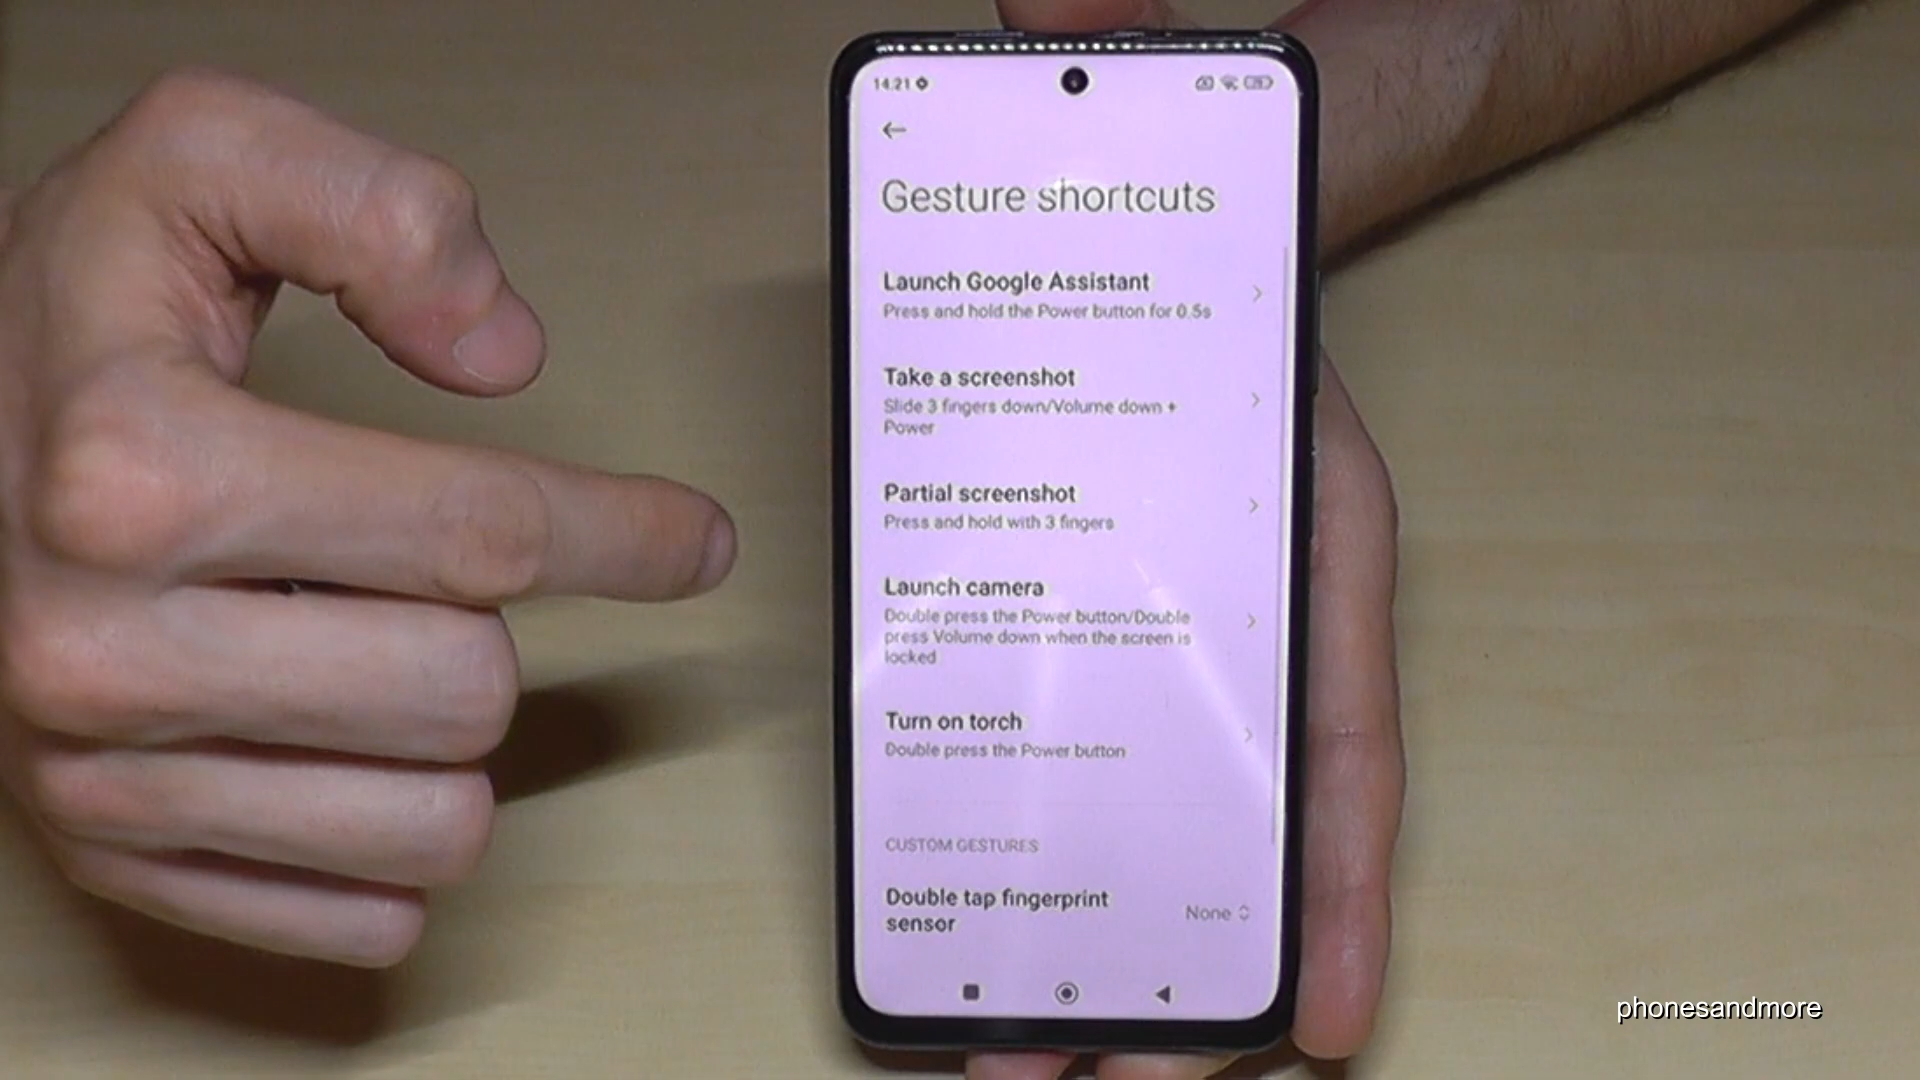 14:21
Gesture shortcuts
Launch Google Assistant
Press and hold the Power button for 0.5s
Take a screenshot
Slide 3 fingers down/Volume down +
Power
Partial screenshot
Press and hold with 3 fingers
Launch camera
Double press the Power button/Double
press Volume down when the screen is
locked
Turn on torch
Double press the Power button
CUSTOM GESTURES
Double tap fingerprint
sensor
None
phonesandmore